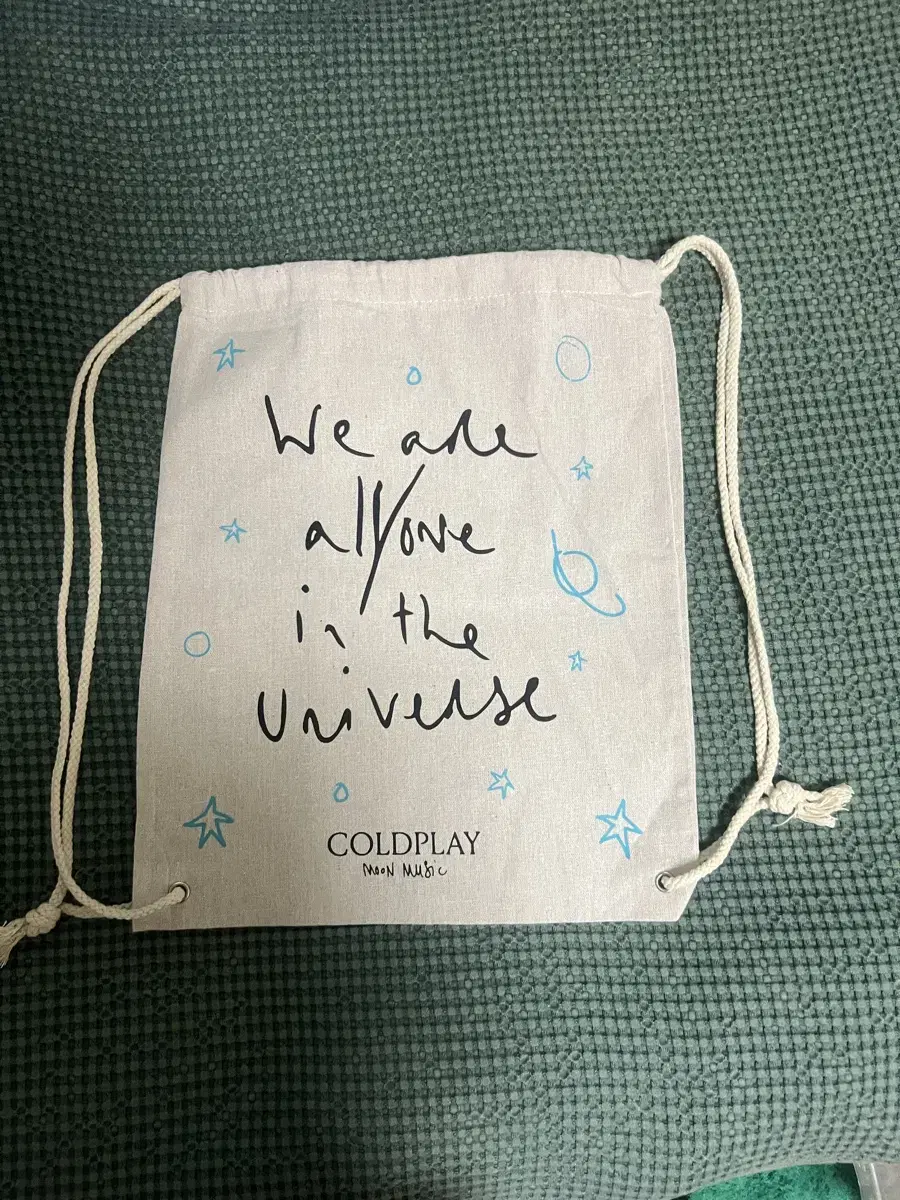 We are
all/one
in the
Universe
COLDPLAY
MOON MUSiC